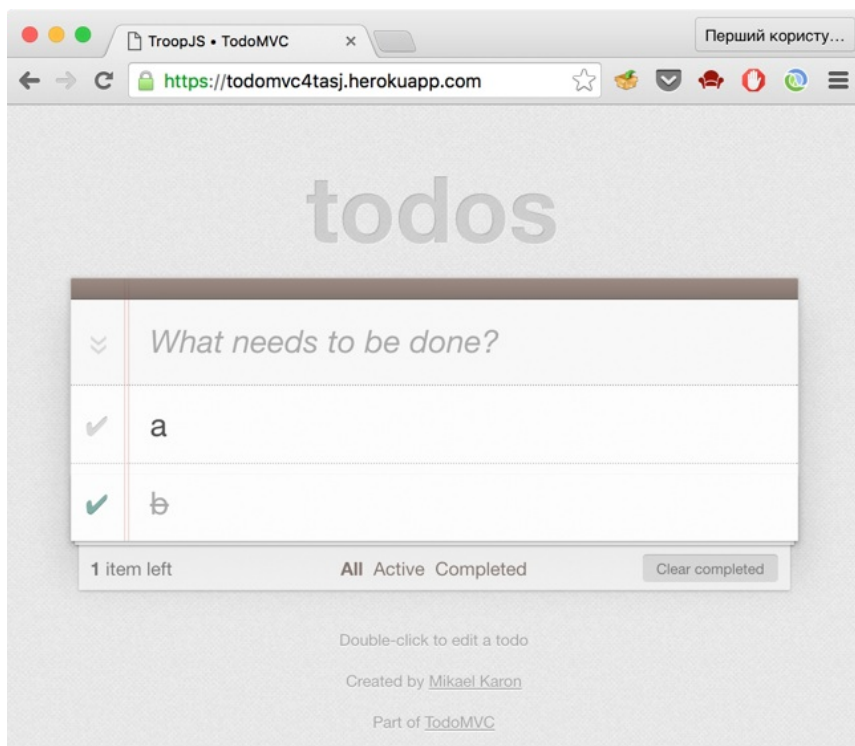 TroopJS • TodoMVC
Перший користу...
https://todomvc4tasj.herokuapp.com
todos
What needs to be done?
a
b
1 item left All Active Completed Clear completed
Double-click to edit a todo
Created by Mikael Karon
Part of TodoMVC